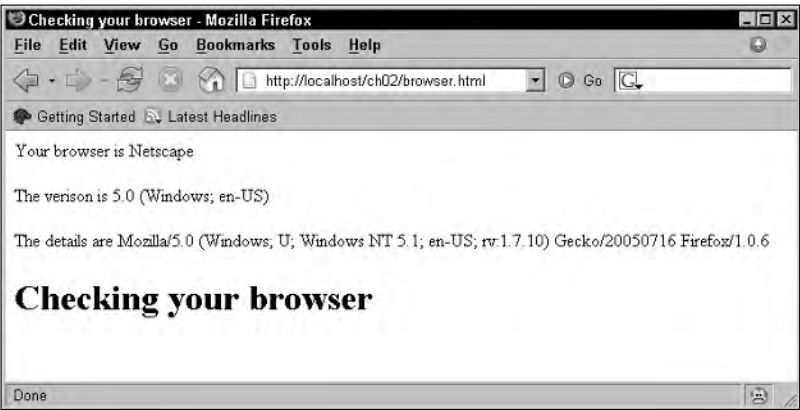 Checking your browser - Mozilla Firefox
File Edit View Go Bookmarks Tools Help
http://localhost/ch02/browser.html Go G
Getting Started Latest Headlines
Your browser is Netscape
The verison is 5.0 (Windows; en-US)
The details are Mozilla/5.0 (Windows; U; Windows NT 5.1; en-US; rv:1.7.10) Gecko/20050716 Firefox/1.0.6
Checking your browser
Done